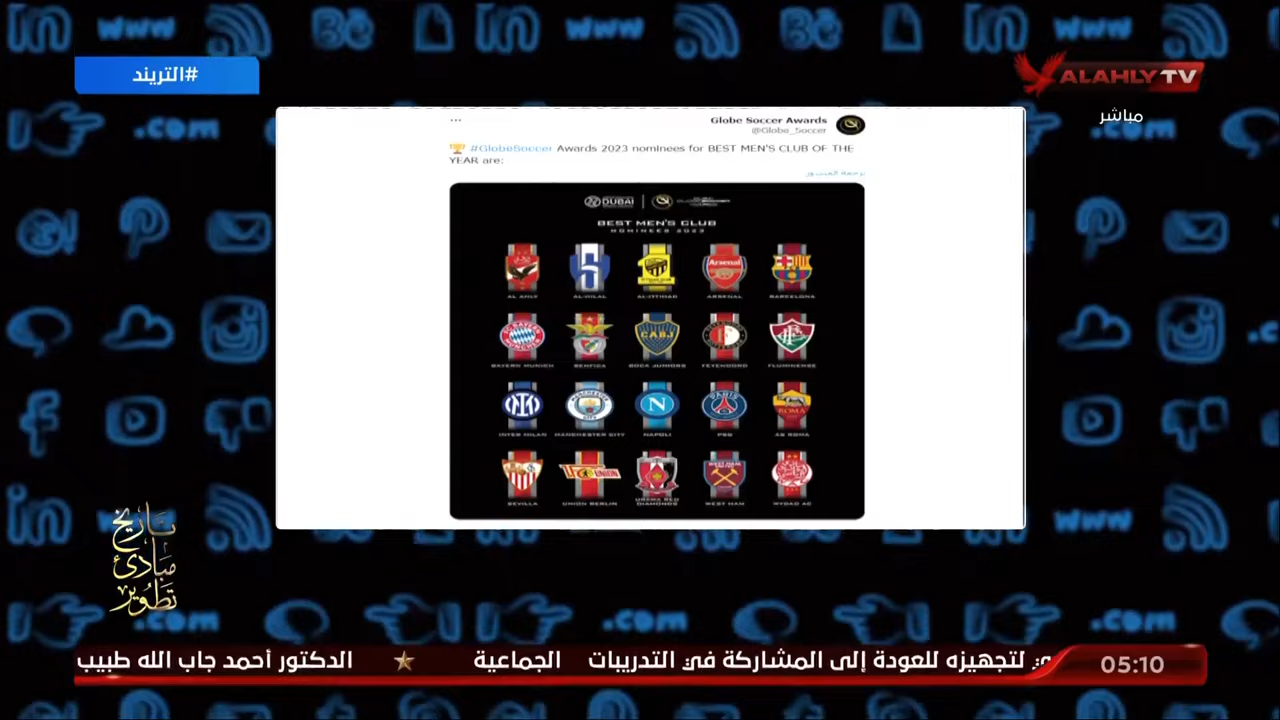 #التريند
ALAHLY TV
مباشر
Globe Soccer Awards
@Globe_Soccer
#GlobeSoccer Awards 2023 nominees for BEST MEN'S CLUB OF THE
YEAR are:
DUBAI
BEST MEN'S CLUB
NOMINEES 2023
AL AHLY AL-HILAL AL-ITTIHAD ARSENAL BARCELONA
BAYERN MUNICH BENFICA BOCA JUNIORS FEYENOORD FLUMINENSE
INTER MILAN MANCHESTER CITY NAPOLI PSG AS ROMA
SEVILLA UNION BERLIN URAWA RED DIAMONDS WEST HAM WYDAD AC
تاريخ
مبادئ
تطوير
لتجهيزه للعودة إلى المشاركة في التدريبات الجماعية ★ الدكتور أحمد جاب الله طبيب
05:10